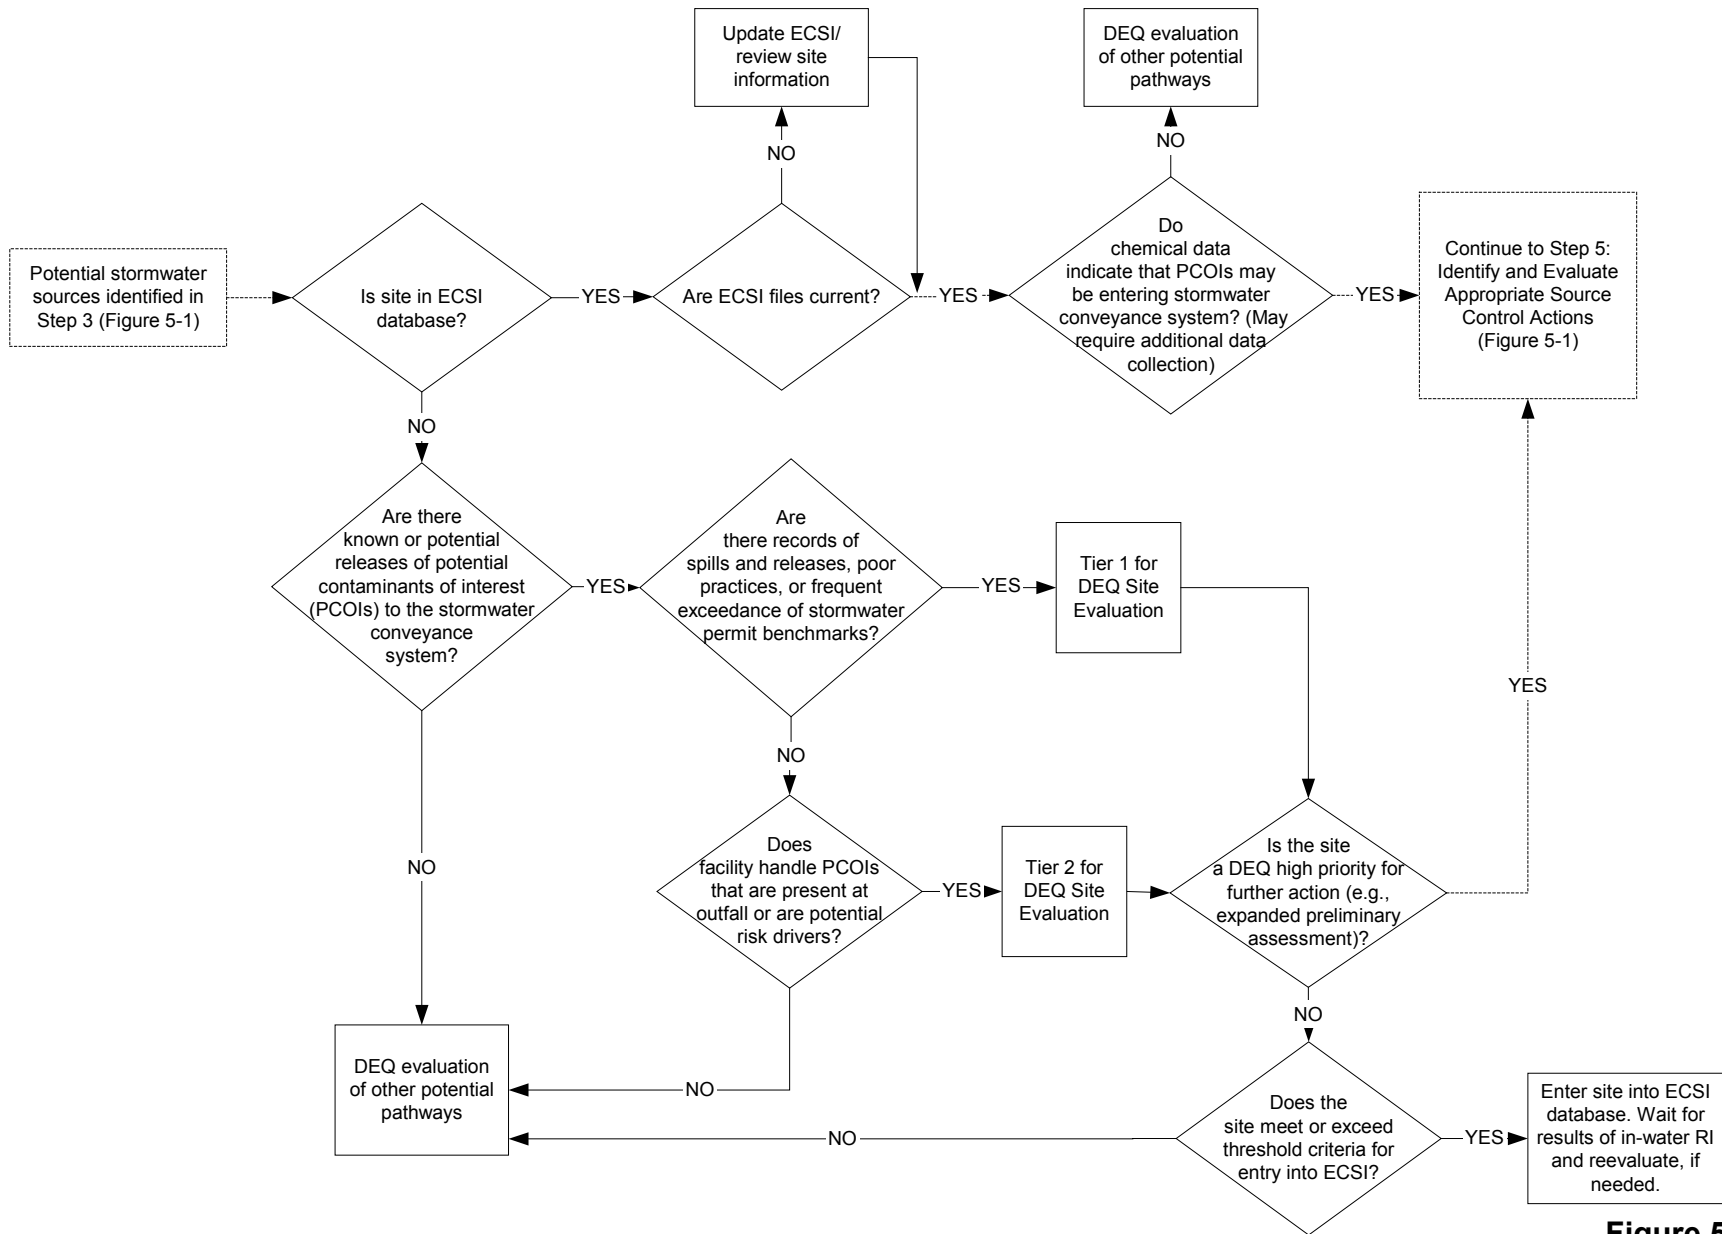 Update ECSI/
review site
information
DEQ evaluation
of other potential
pathways
NO
NO
Potential stormwater
sources identified in
Step 3 (Figure 5-1)
Is site in ECSI
database?
YES
Are ECSI files current?
YES
Do
chemical data
indicate that PCOIs may
be entering stormwater
conveyance system? (May
require additional data
collection)
YES
Continue to Step 5:
Identify and Evaluate
Appropriate Source
Control Actions
(Figure 5-1)
NO
Are there
known or potential
releases of potential
contaminants of interest
(PCOIs) to the stormwater
conveyance
system?
YES
Are
there records of
spills and releases, poor
practices, or frequent
exceedance of stormwater
permit benchmarks?
YES
Tier 1 for
DEQ Site
Evaluation
YES
NO
NO
Does
facility handle PCOIs
that are present at
outfall or are potential
risk drivers?
YES
Tier 2 for
DEQ Site
Evaluation
Is the site
a DEQ high priority for
further action (e.g.,
expanded preliminary
assessment)?
NO
DEQ evaluation
of other potential
pathways
NO
NO
Does the
site meet or exceed
threshold criteria for
entry into ECSI?
YES
Enter site into ECSI
database. Wait for
results of in-water RI
and reevaluate, if
needed.
Figure 5